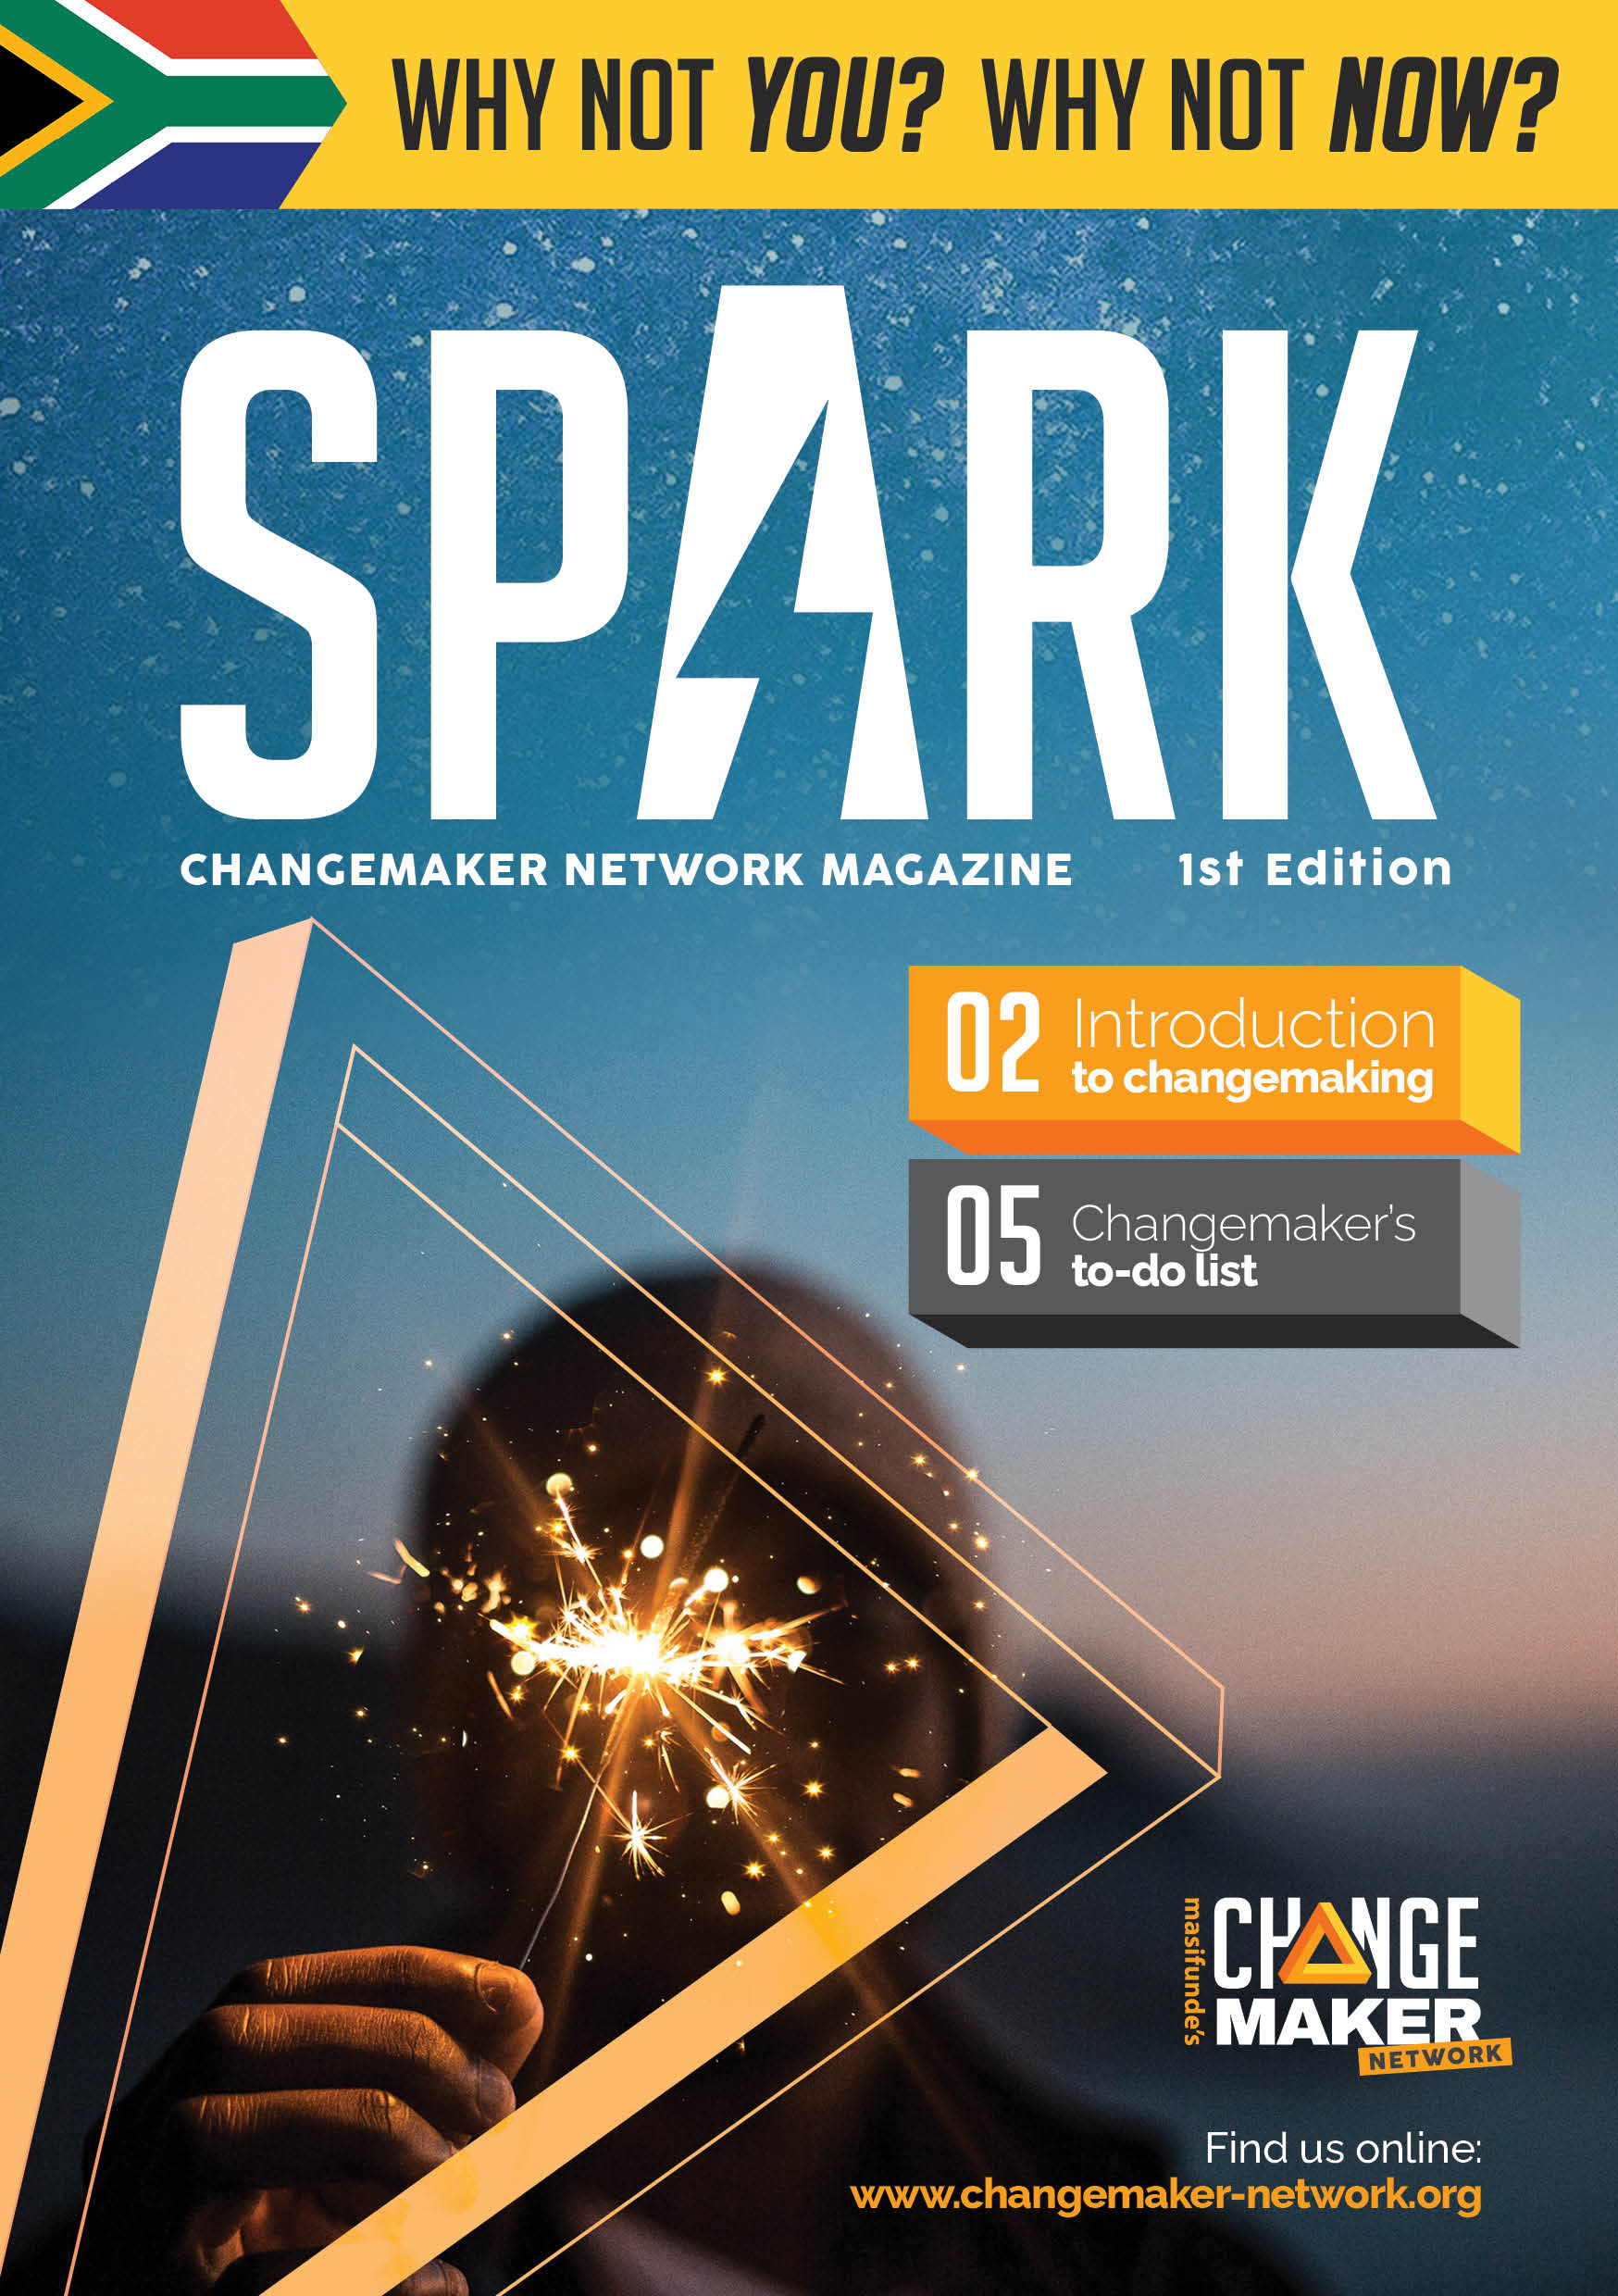 WHY NOT YOU? WHY NOT NOW?
SPARK
CHANGEMAKER NETWORK MAGAZINE 1st Edition
02 Introduction
to changemaking
05 Changemaker's
to-do list
masifunde's
CHANGE
MAKER
NETWORK
Find us online:
www.changemaker-network.org